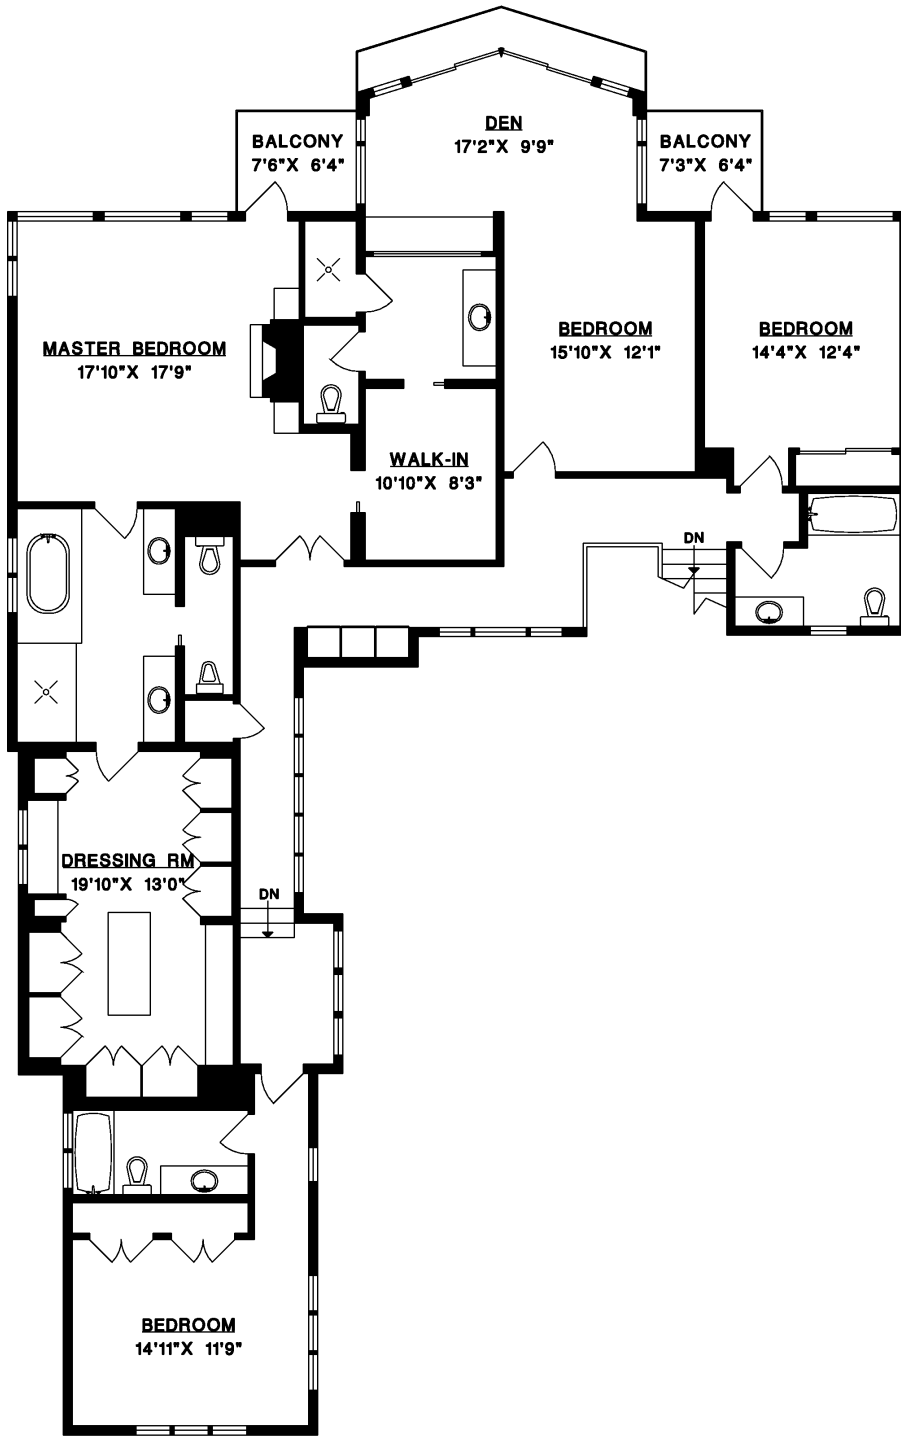 DEN
17'2"X 9'9"
BALCONY
7'6"X 6'4"
BALCONY
7'3"X 6'4"
MASTER BEDROOM
17'10"X 17'9"
BEDROOM
15'10"X 12'1"
BEDROOM
14'4"X 12'4"
WALK-IN
10'10"X 8'3"
DN
DRESSING RM
19'10"X 13'0"
DN
BEDROOM
14'11"X 11'9"